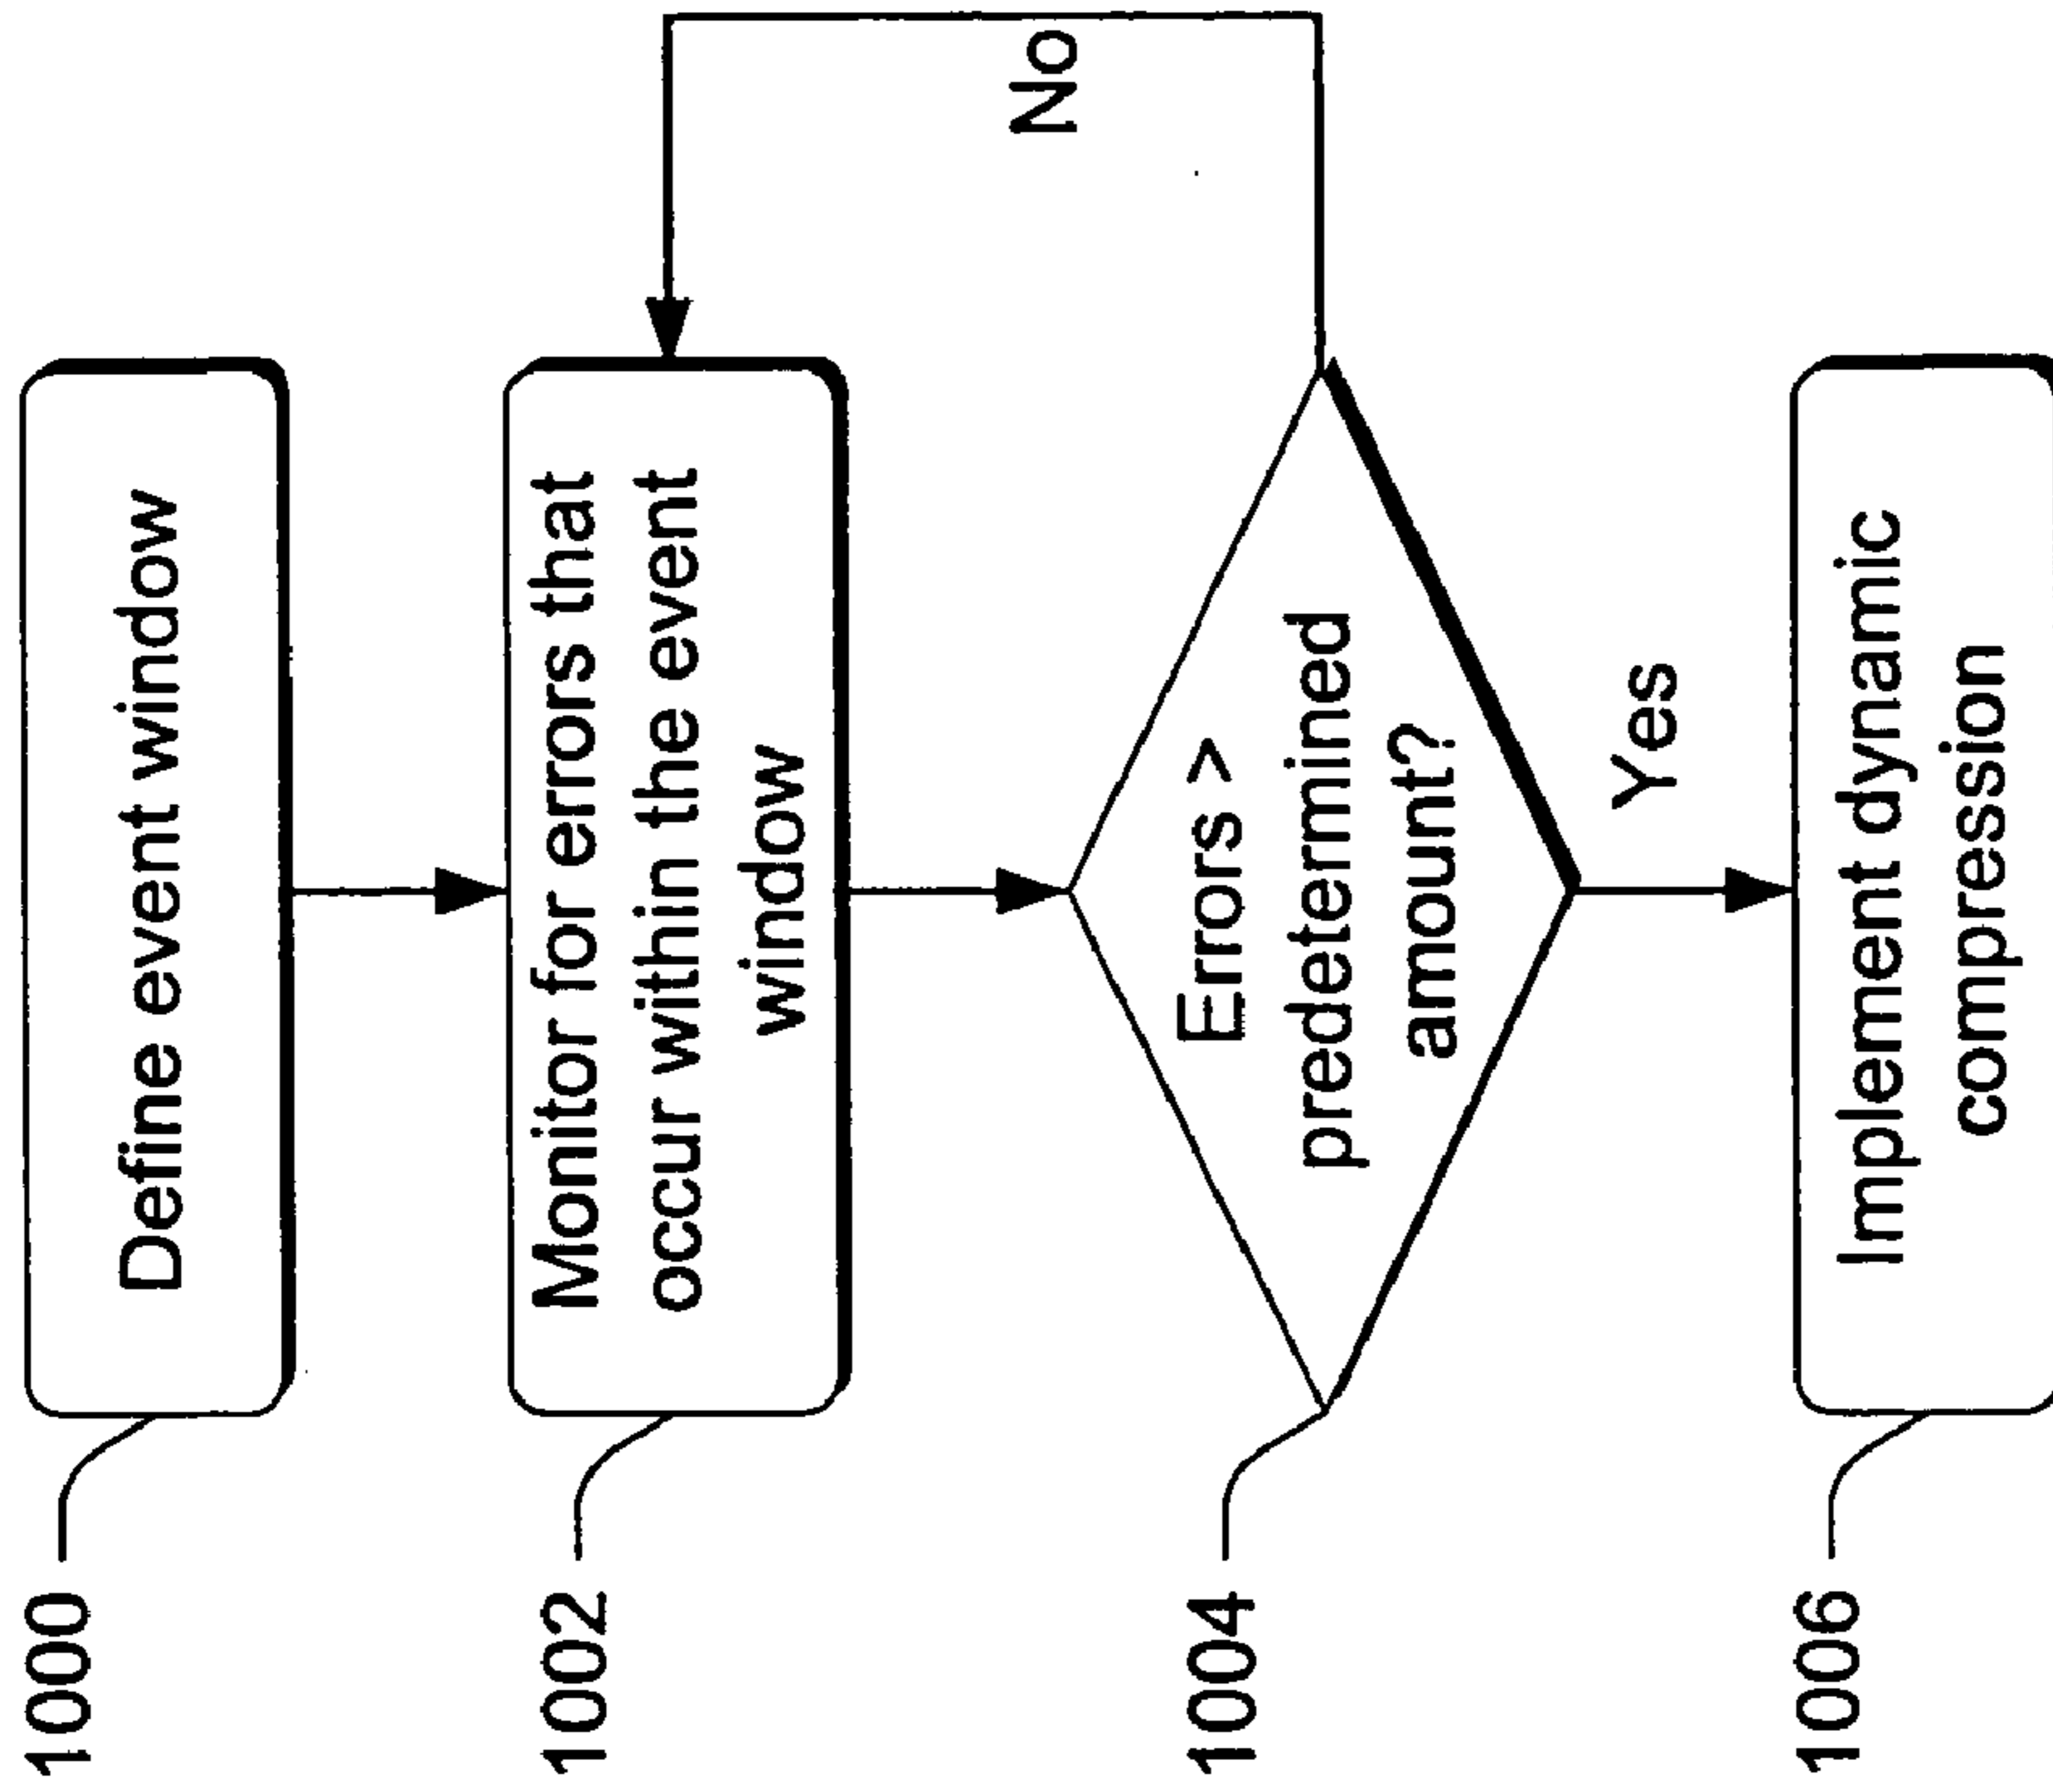 1000
Define event window
1002
Monitor for errors that
occur within the event
window
1004
Errors >
predetermined
amount?
No
Yes
1006
Implement dynamic
compression